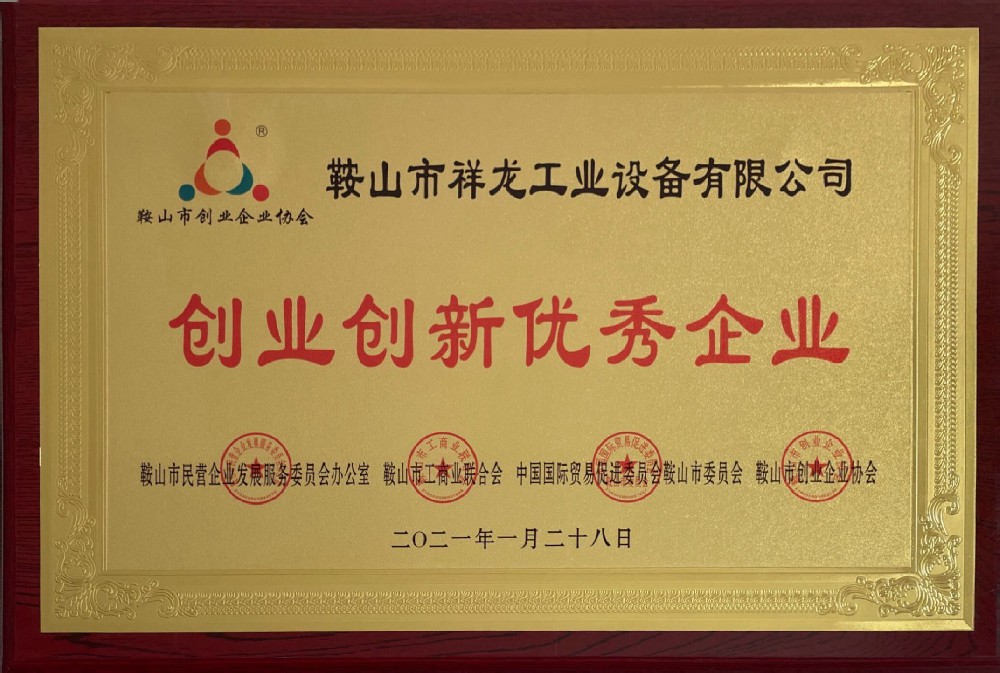 ®
鞍山市创业企业协会
鞍山市祥龙工业设备有限公司
创业创新优秀企业
鞍山市民营企业发展服务委员会办公室 鞍山市工商业联合会 中国国际贸易促进委员会鞍山市委员会 鞍山市创业企业协会
二〇二一年一月二十八日